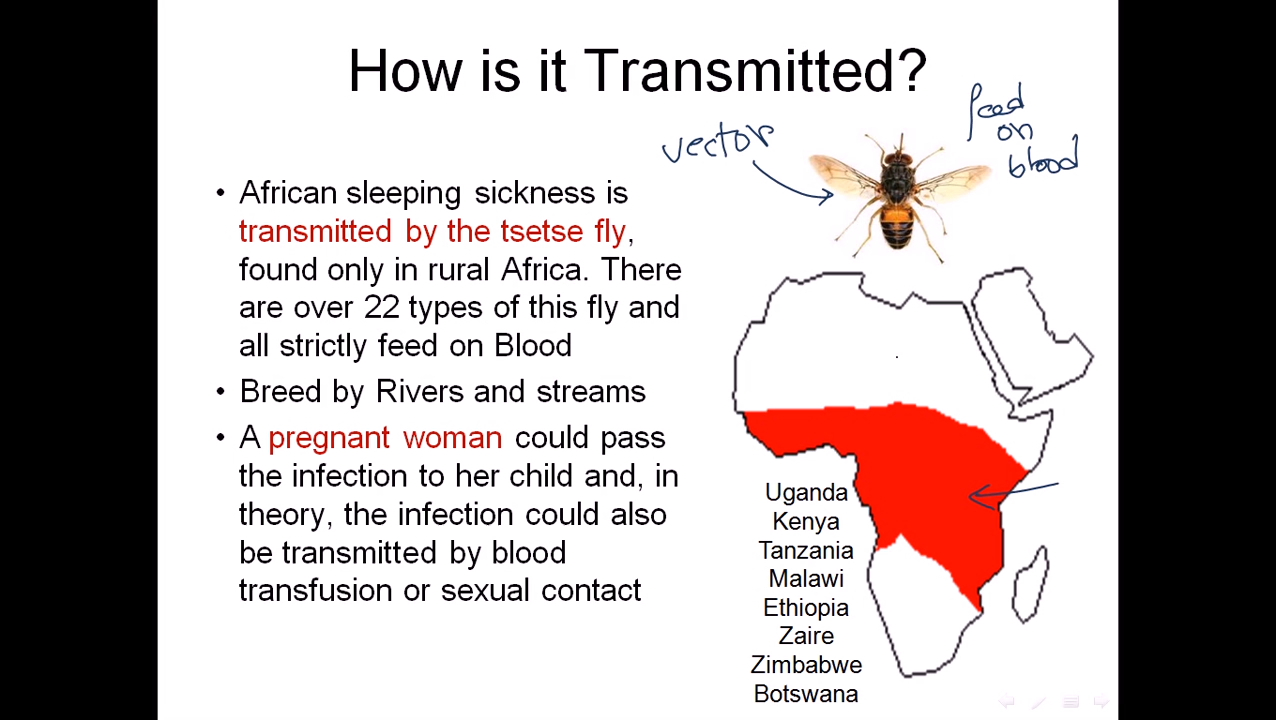 How is it Transmitted?
vector
feed
on
blood
• African sleeping sickness is
transmitted by the tsetse fly,
found only in rural Africa. There
are over 22 types of this fly and
all strictly feed on Blood
• Breed by Rivers and streams
• A pregnant woman could pass
the infection to her child and, in
theory, the infection could also
be transmitted by blood
transfusion or sexual contact
Uganda
Kenya
Tanzania
Malawi
Ethiopia
Zaire
Zimbabwe
Botswana